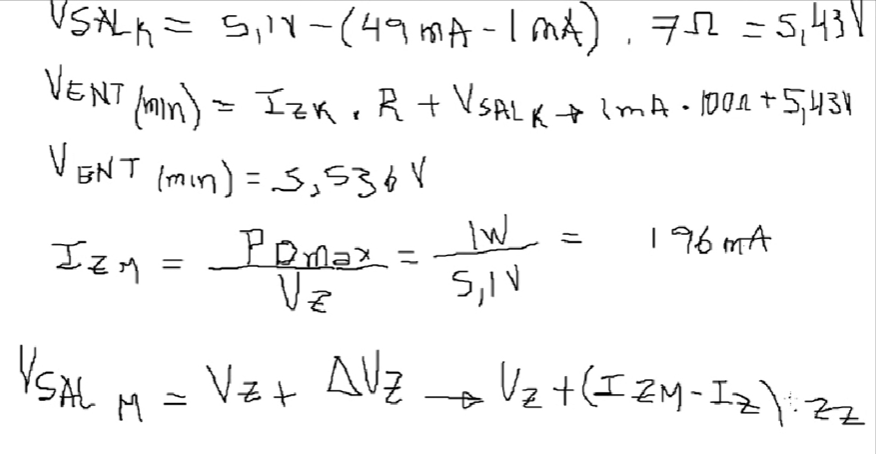 VSALK = 5,1V - (49mA - 1mA) . 7Ω = 5,43V
VENT (min) = IZK . R + VSALK → 1mA . 100Ω + 5,43V
VENT (min) = 5,536V
IZM = PDmax / VZ = 1W / 5,1V = 196mA
VSAL M = VZ + ΔVZ → VZ + (IZM - IZ) . ZZ